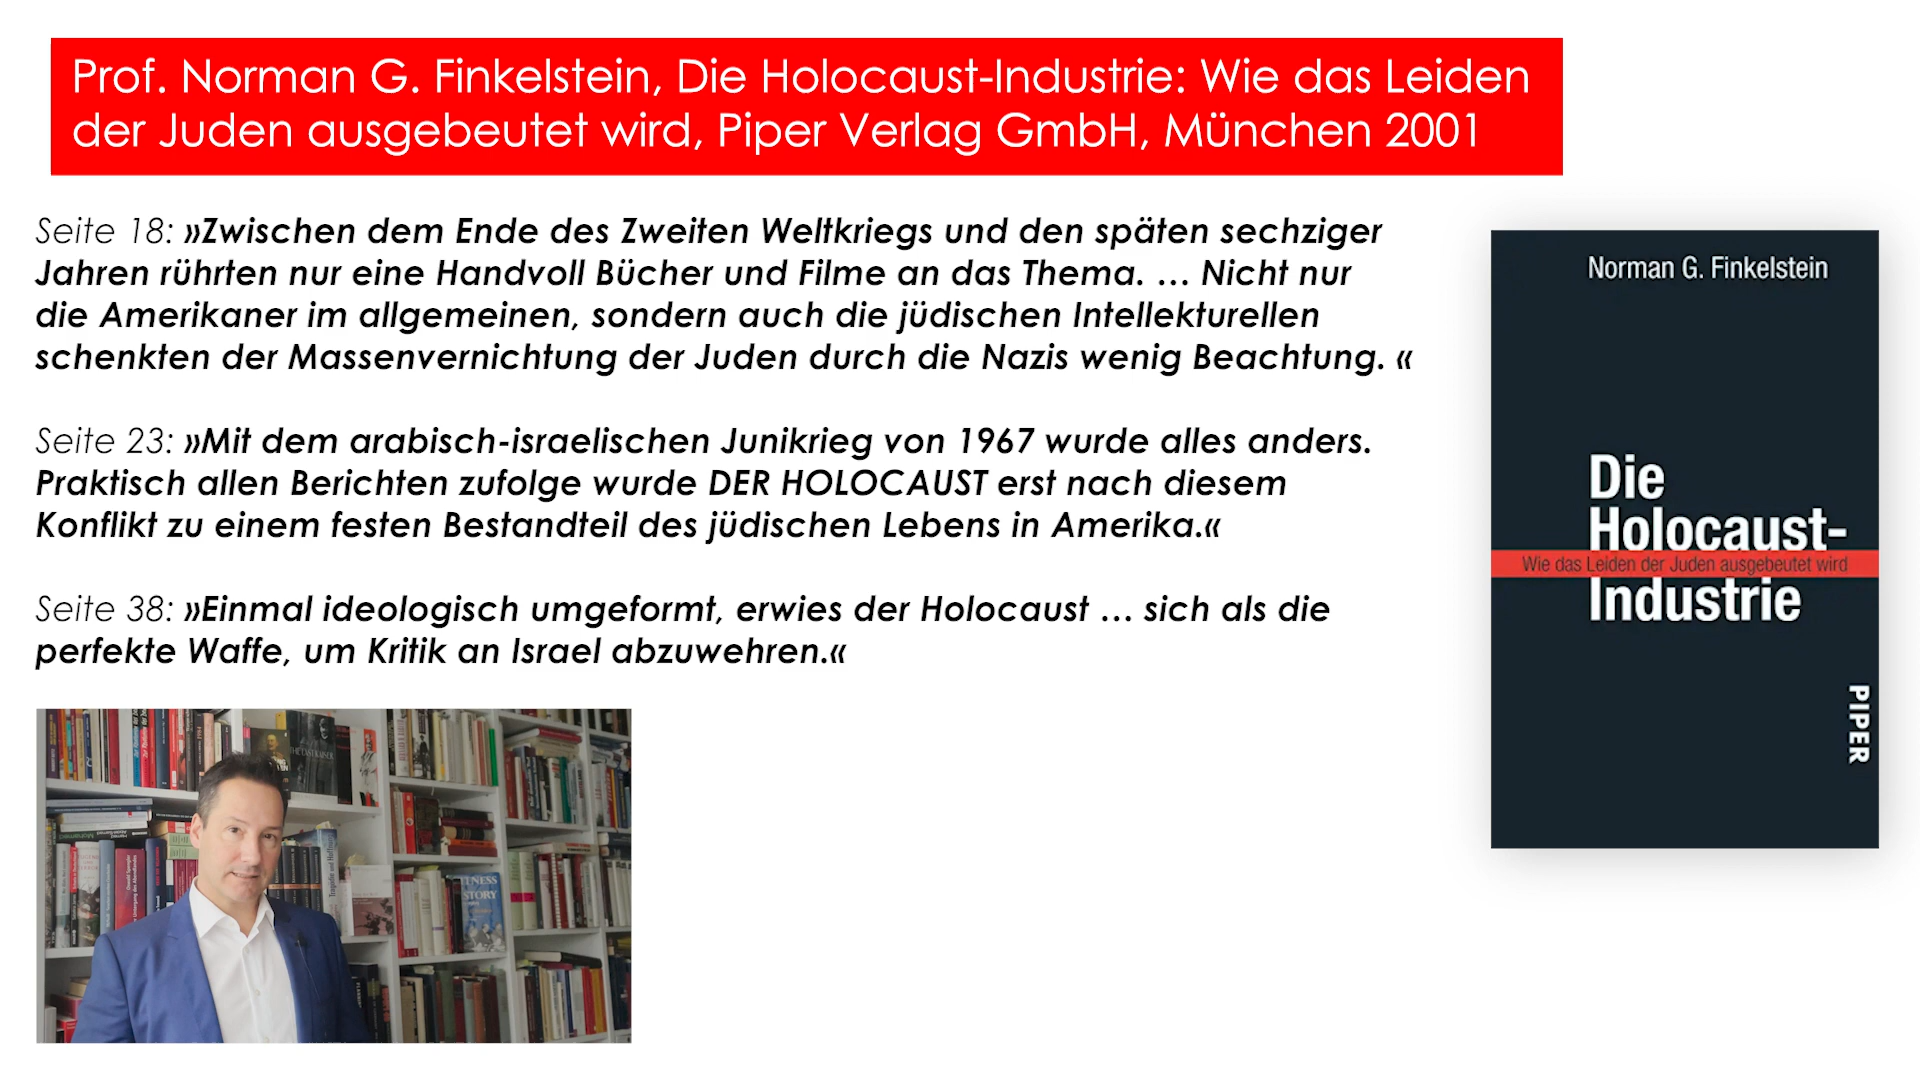 Prof. Norman G. Finkelstein, Die Holocaust-Industrie: Wie das Leiden
der Juden ausgebeutet wird, Piper Verlag GmbH, München 2001
Seite 18: »Zwischen dem Ende des Zweiten Weltkriegs und den späten sechziger
Jahren rührten nur eine Handvoll Bücher und Filme an das Thema. … Nicht nur
die Amerikaner im allgemeinen, sondern auch die jüdischen Intellekturellen
schenkten der Massenvernichtung der Juden durch die Nazis wenig Beachtung. «
Seite 23: »Mit dem arabisch-israelischen Junikrieg von 1967 wurde alles anders.
Praktisch allen Berichten zufolge wurde DER HOLOCAUST erst nach diesem
Konflikt zu einem festen Bestandteil des jüdischen Lebens in Amerika.«
Seite 38: »Einmal ideologisch umgeformt, erwies der Holocaust … sich als die
perfekte Waffe, um Kritik an Israel abzuwehren.«
Norman G. Finkelstein
Die
Holocaust-
Wie das Leiden der Juden ausgebeutet wird
Industrie
PIPER
THE LAST KAISER
STORY